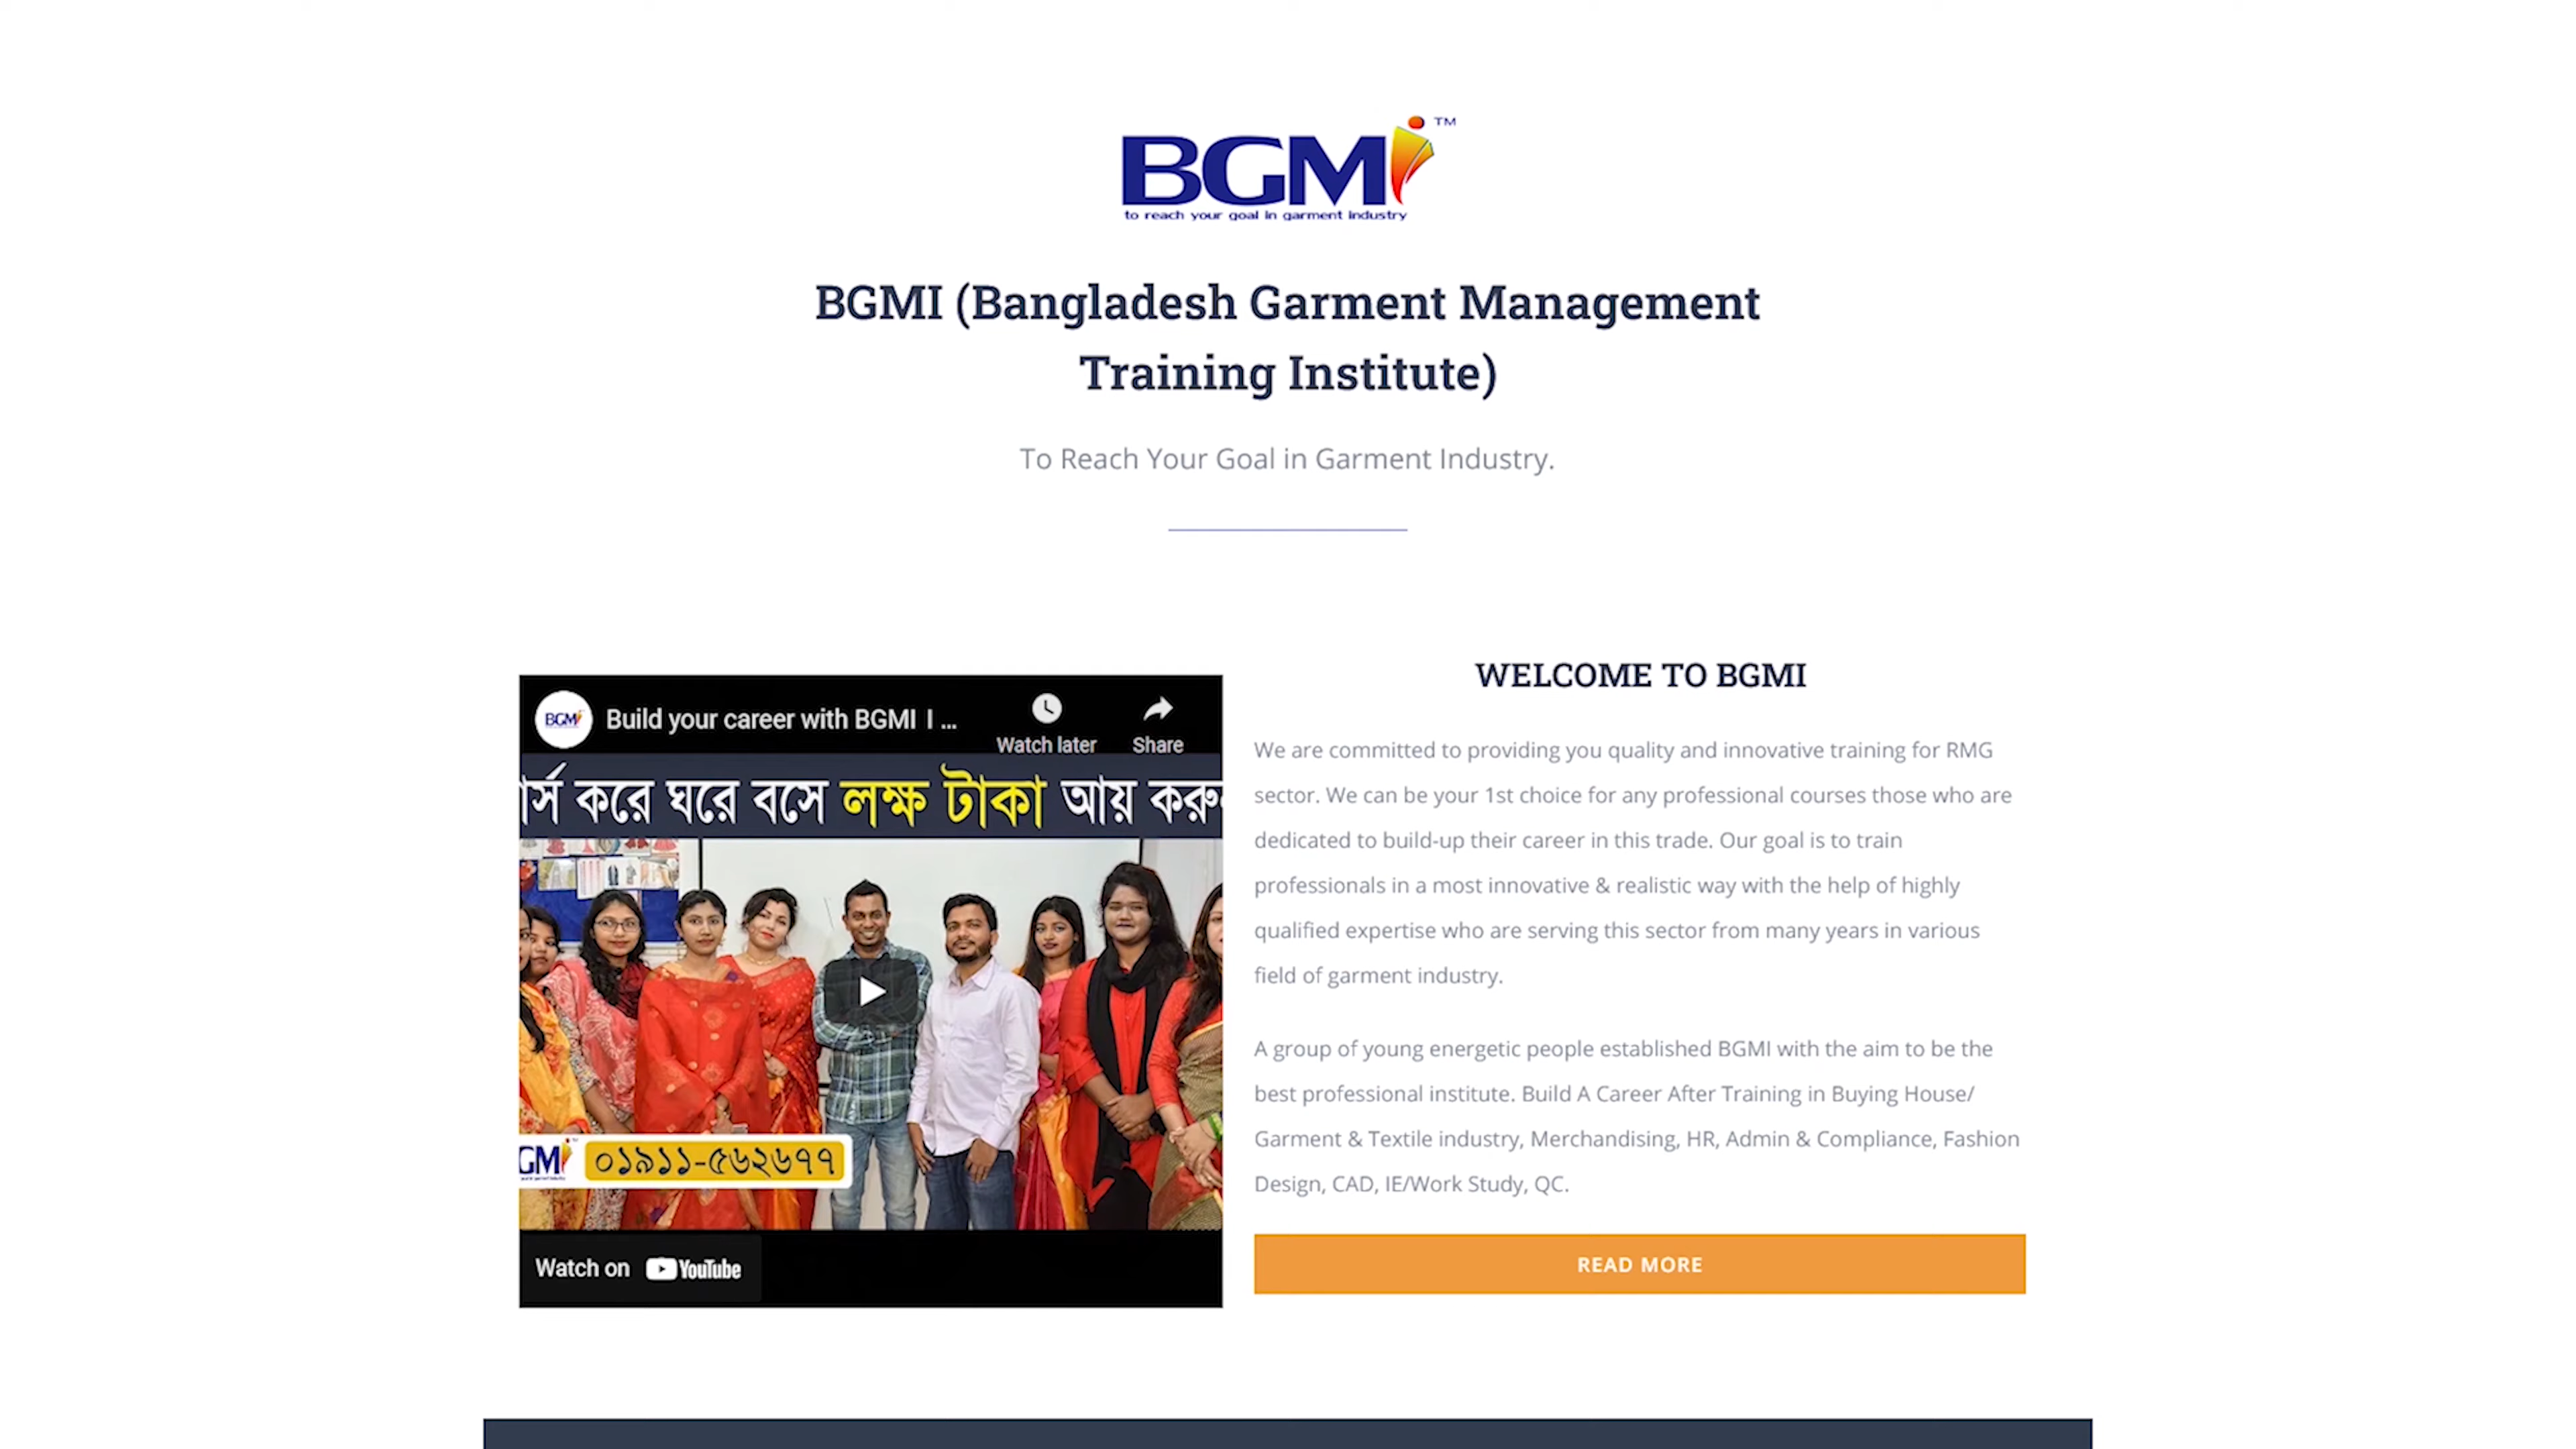 BGMi TM
to reach your goal in garment industry
BGMI (Bangladesh Garment Management
Training Institute)
To Reach Your Goal in Garment Industry.
WELCOME TO BGMI
BGMi Build your career with BGMI । ...
Watch later
Share
র্স করে ঘরে বসে লক্ষ টাকা আয় করু
GMi ০১৯১১-৫৬২৬৭৭
Watch on YouTube
We are committed to providing you quality and innovative training for RMG
sector. We can be your 1st choice for any professional courses those who are
dedicated to build-up their career in this trade. Our goal is to train
professionals in a most innovative & realistic way with the help of highly
qualified expertise who are serving this sector from many years in various
field of garment industry.
A group of young energetic people established BGMI with the aim to be the
best professional institute. Build A Career After Training in Buying House/
Garment & Textile industry, Merchandising, HR, Admin & Compliance, Fashion
Design, CAD, IE/Work Study, QC.
READ MORE